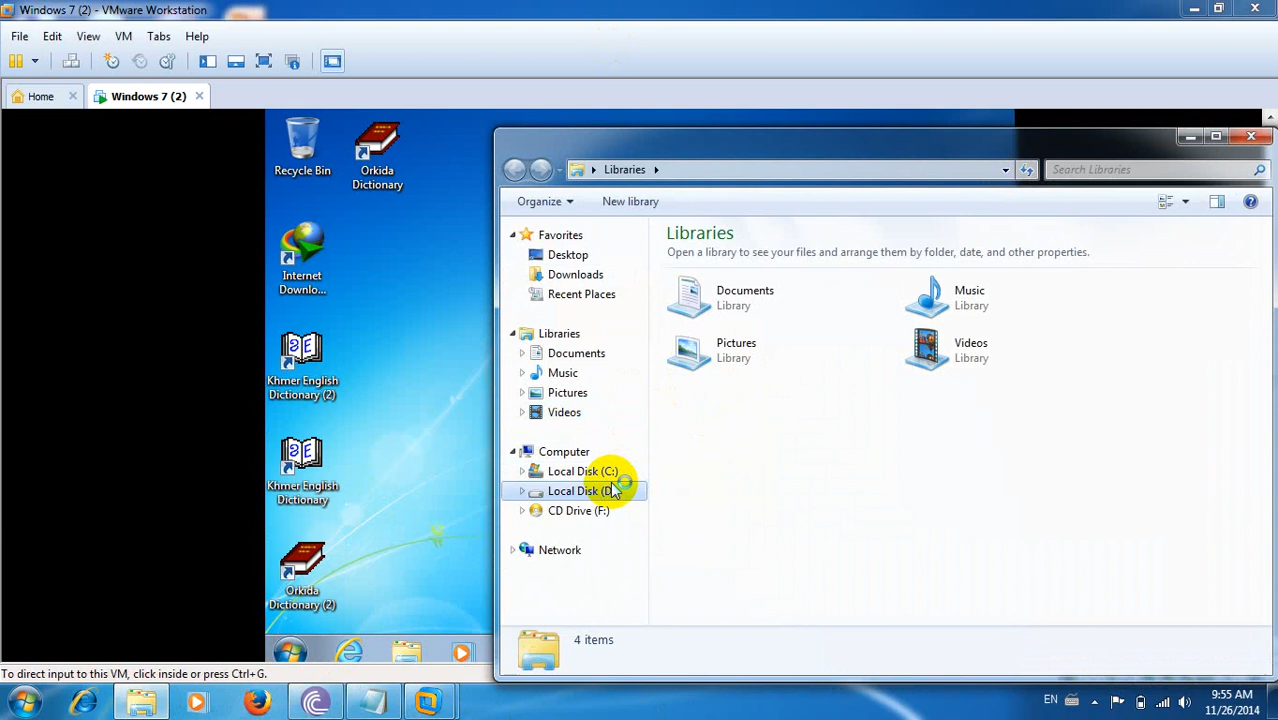 Windows 7 (2) - VMware Workstation
File Edit View VM Tabs Help
Home Windows 7 (2)
Recycle Bin
Orkida Dictionary
Internet Downlo...
Khmer English Dictionary (2)
Khmer English Dictionary
Orkida Dictionary (2)
Libraries
Search Libraries
Organize New library
Favorites
Desktop
Downloads
Recent Places
Libraries
Documents
Music
Pictures
Videos
Computer
Local Disk (C:)
Local Disk (D
CD Drive (F:)
Network
Libraries
Open a library to see your files and arrange them by folder, date, and other properties.
Documents
Library
Music
Library
Pictures
Library
Videos
Library
4 items
To direct input to this VM, click inside or press Ctrl+G.
EN
9:55 AM
11/26/2014